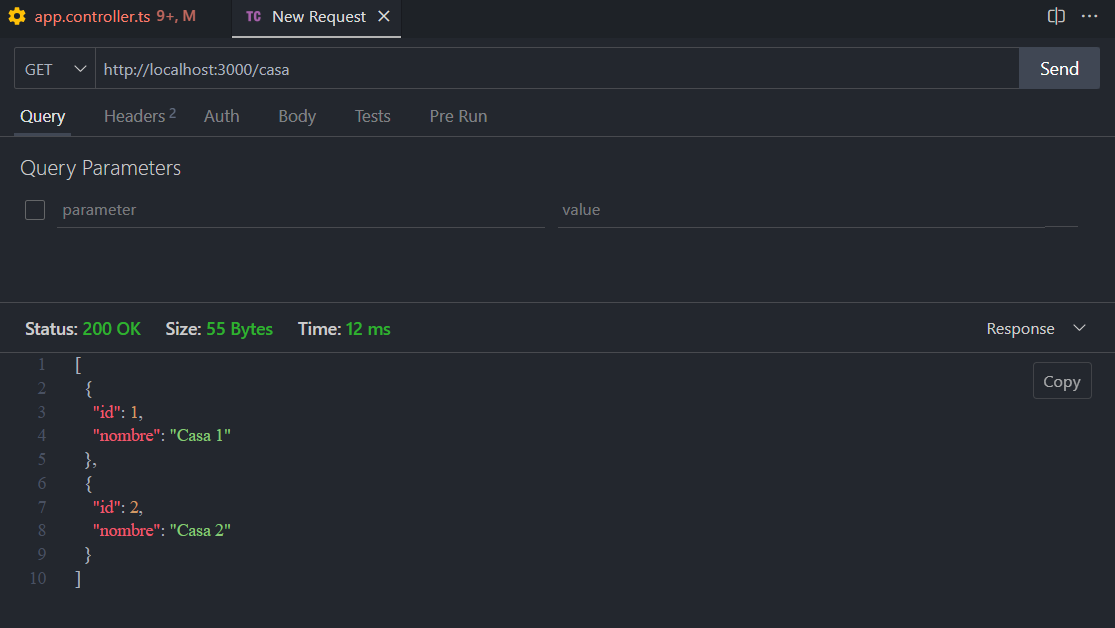 app.controller.ts 9+, M
TC New Request
GET http://localhost:3000/casa Send
Query Headers 2 Auth Body Tests Pre Run
Query Parameters
parameter value
Status: 200 OK Size: 55 Bytes Time: 12 ms Response
Copy
1 [
2 {
3 "id": 1,
4 "nombre": "Casa 1"
5 },
6 {
7 "id": 2,
8 "nombre": "Casa 2"
9 }
10 ]